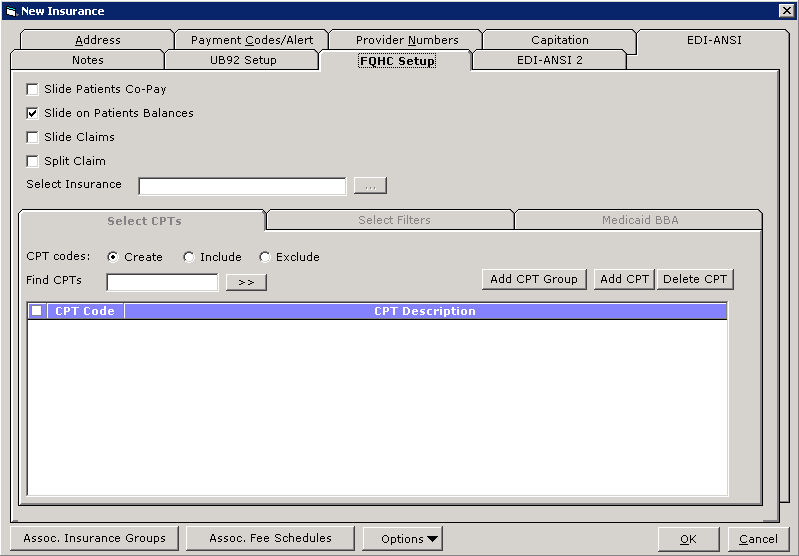 New Insurance
Address Payment Codes/Alert Provider Numbers Capitation EDI-ANSI
Notes UB92 Setup FQHC Setup EDI-ANSI 2
Slide Patients Co-Pay
Slide on Patients Balances
Slide Claims
Split Claim
Select Insurance ...
Select CPTs Select Filters Medicaid BBA
CPT codes: Create Include Exclude
Find CPTs >> Add CPT Group Add CPT Delete CPT
CPT Code CPT Description
Assoc. Insurance Groups Assoc. Fee Schedules Options OK Cancel